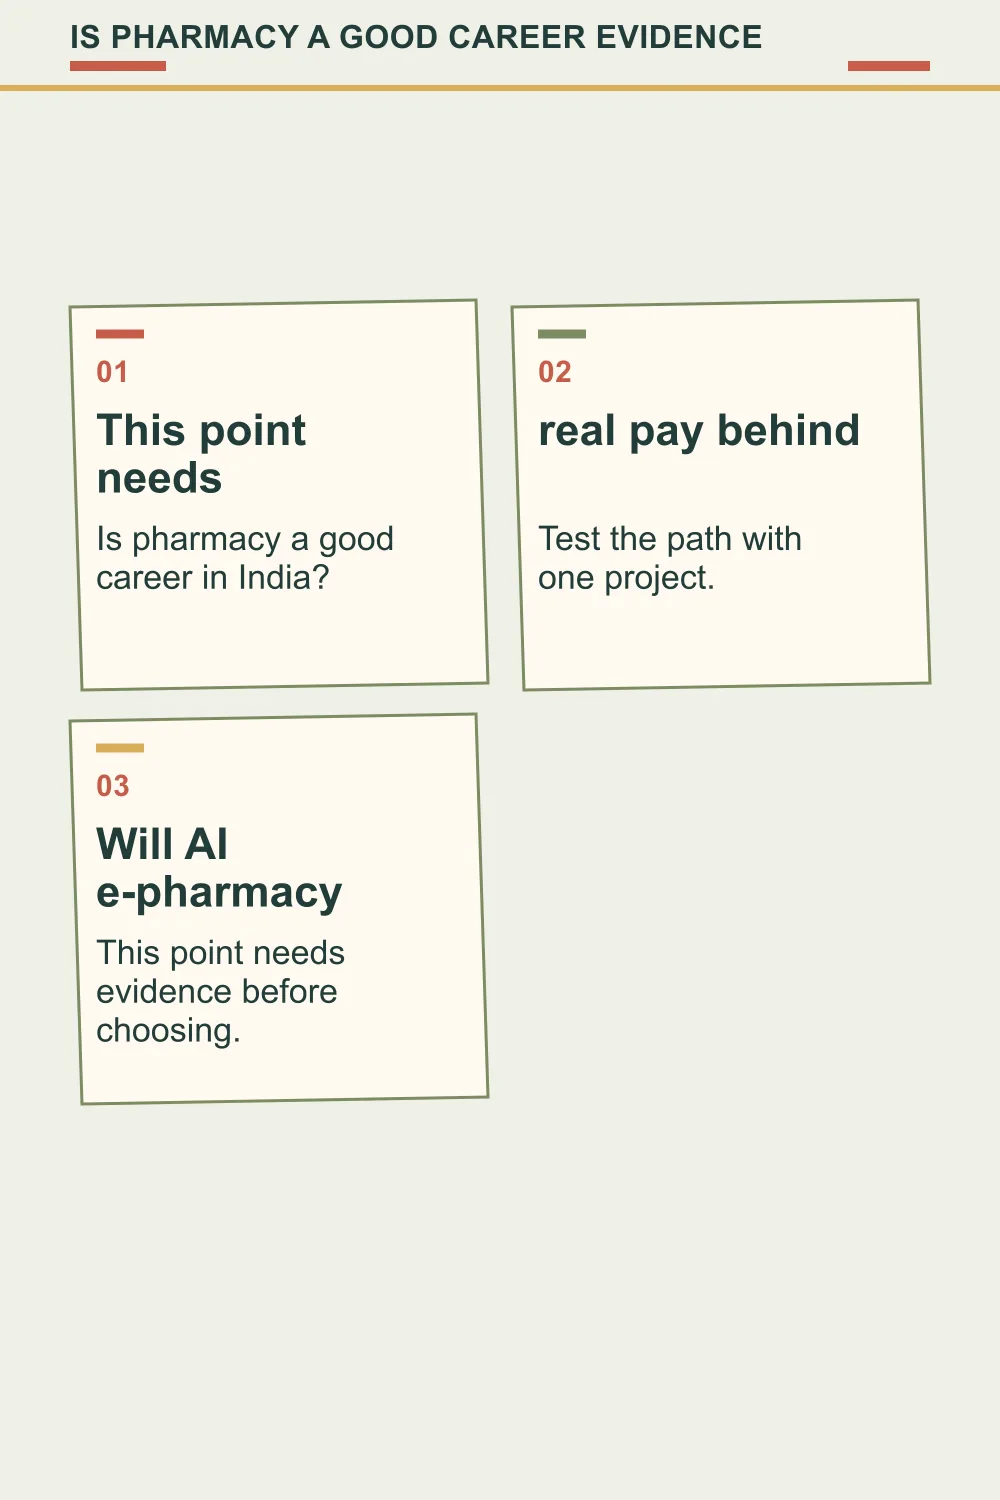 IS PHARMACY A GOOD CAREER EVIDENCE
01
This point
needs
Is pharmacy a good
career in India?
02
real pay behind
Test the path with
one project.
03
Will AI
e-pharmacy
This point needs
evidence before
choosing.